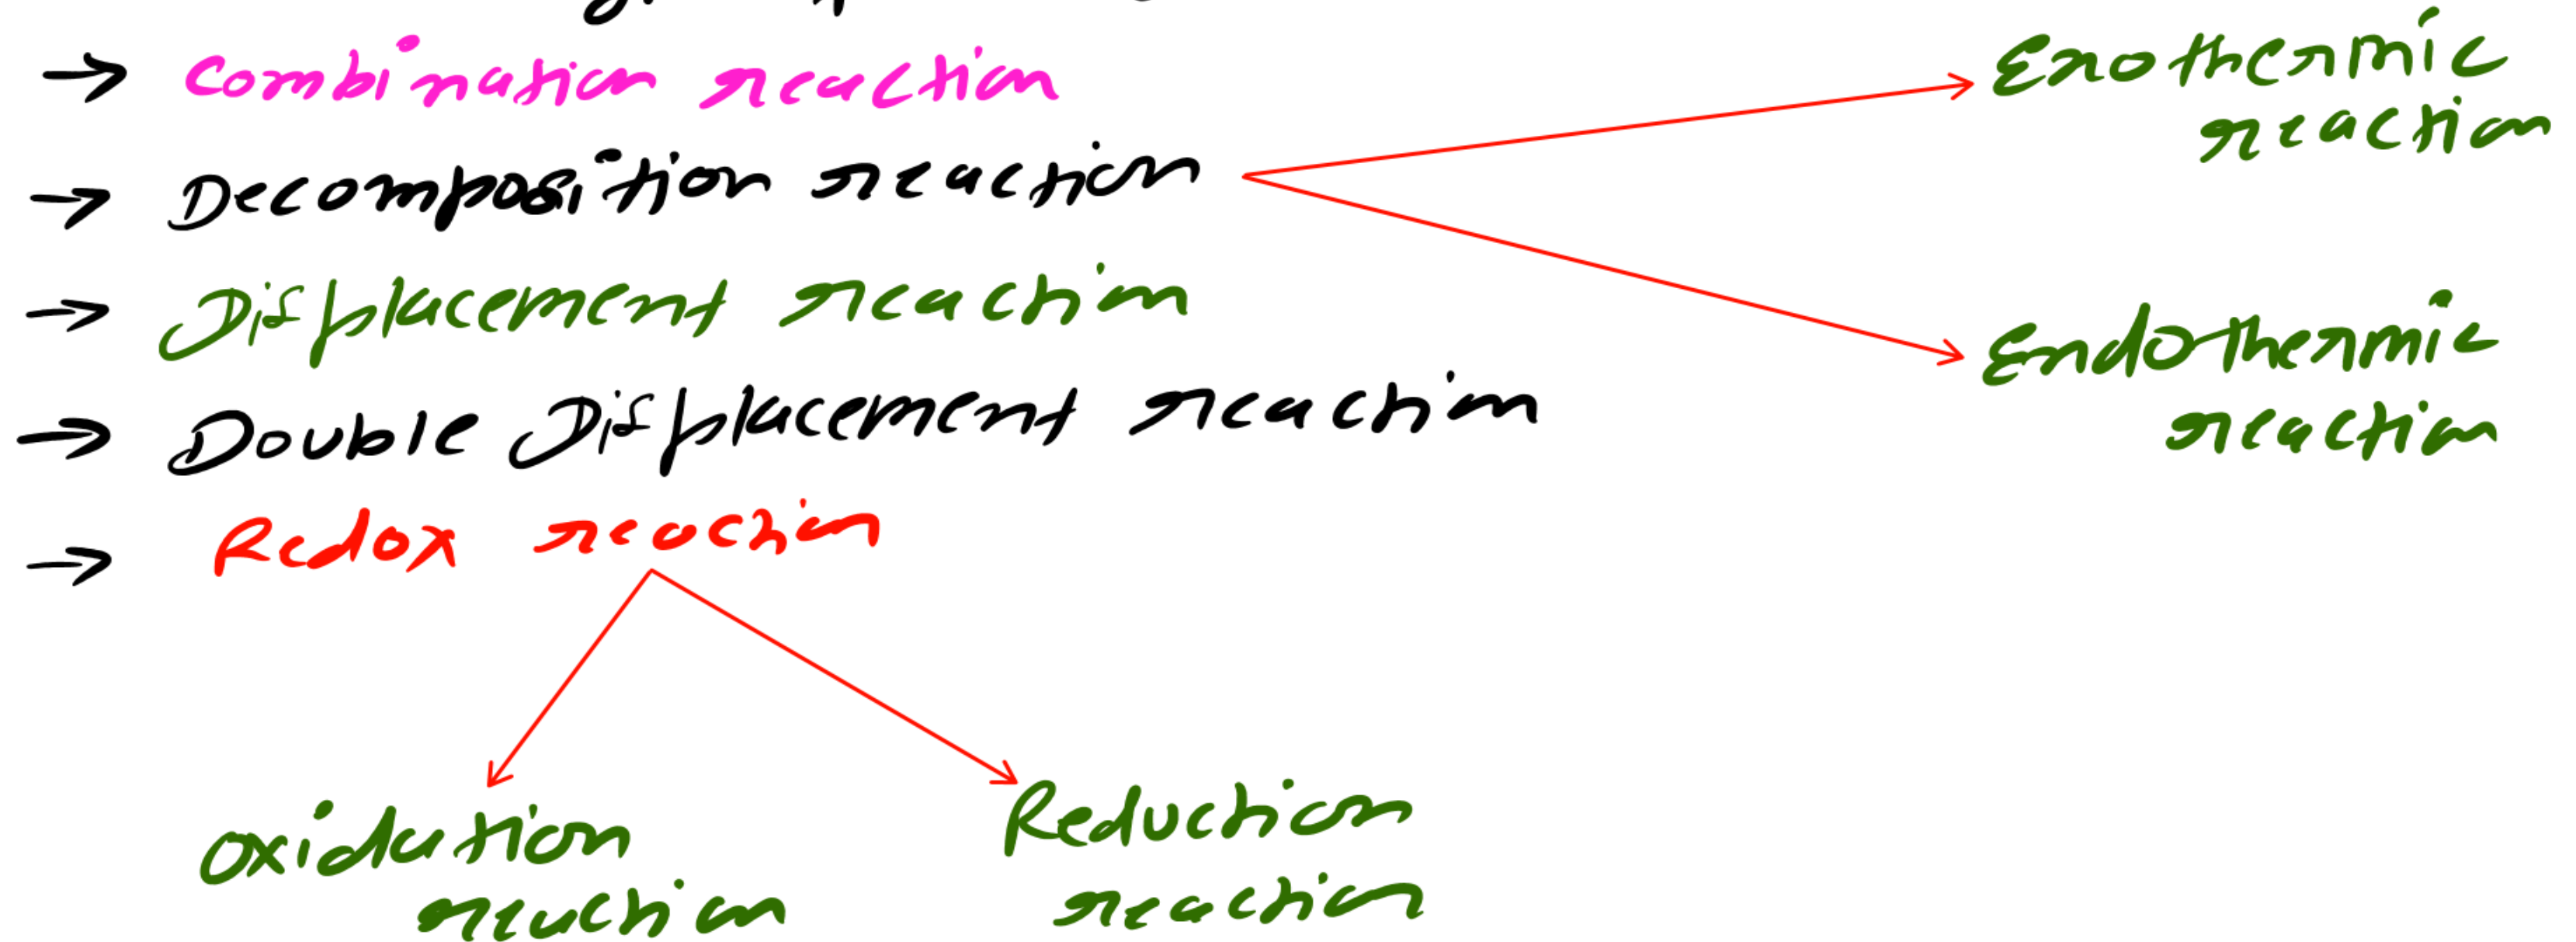 → Combination reaction
→ Decomposition reaction
Exothermic
reaction
→ Displacement reaction
Endothermic
reaction
→ Double Displacement reaction
→ Redox reaction
Oxidation
reaction
Reduction
reaction